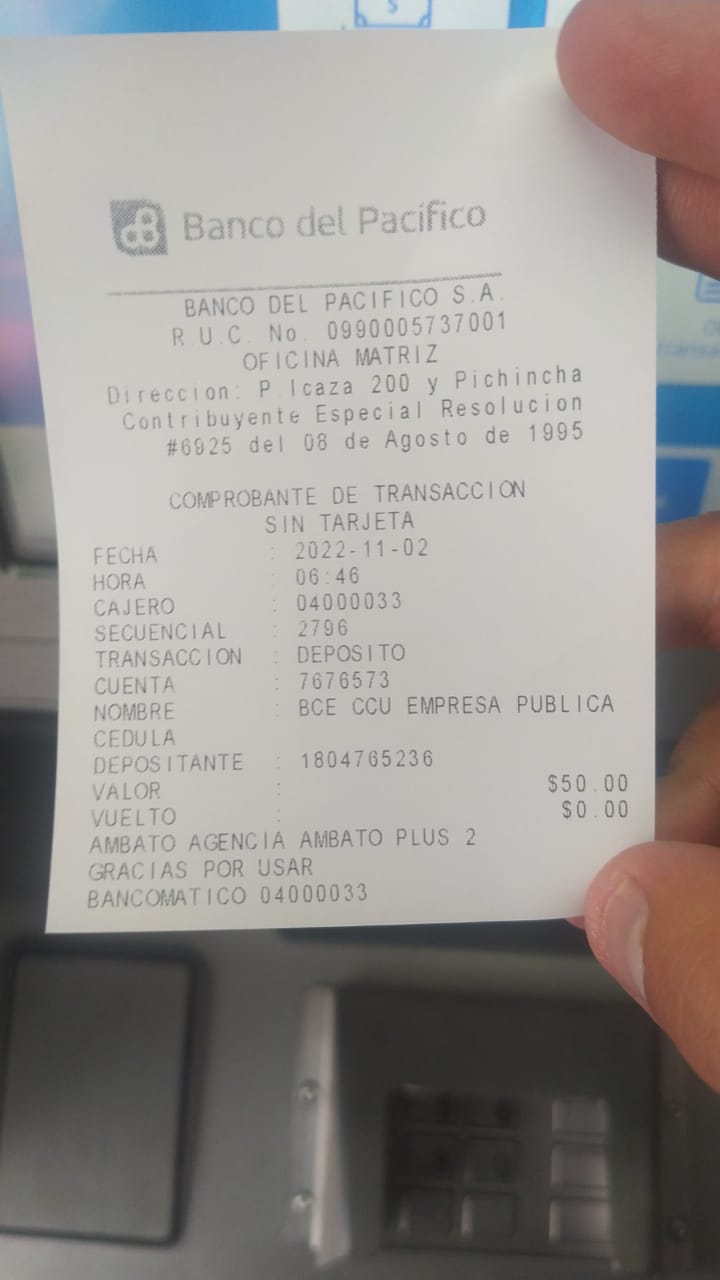 Banco del Pacífico
BANCO DEL PACIFICO S.A.
R.U.C. No. 0990005737001
OFICINA MATRIZ
Direccion: P.Icaza 200 y Pichincha
Contribuyente Especial Resolucion
#6925 del 08 de Agosto de 1995
COMPROBANTE DE TRANSACCION
SIN TARJETA
FECHA : 2022-11-02
HORA : 06:46
CAJERO : 04000033
SECUENCIAL : 2796
TRANSACCION : DEPOSITO
CUENTA : 7676573
NOMBRE : BCE CCU EMPRESA PUBLICA
CEDULA
DEPOSITANTE : 1804765236
VALOR : $50.00
VUELTO : $0.00
AMBATO AGENCIA AMBATO PLUS 2
GRACIAS POR USAR
BANCOMATICO 04000033